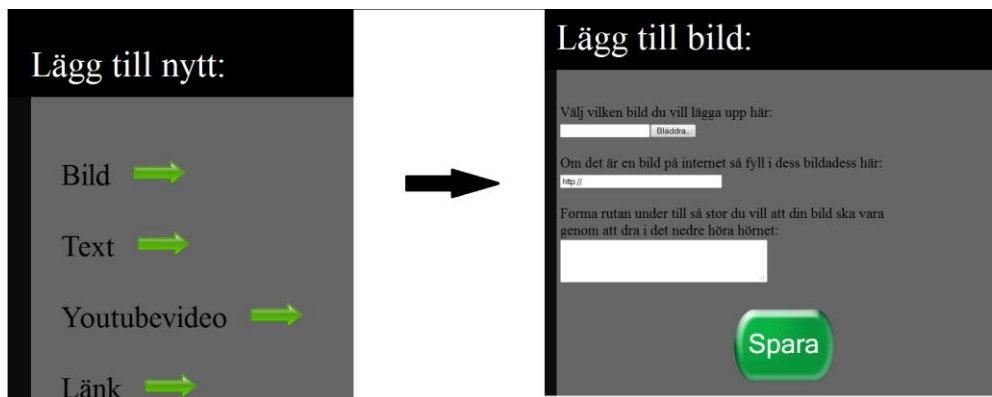 Lägg till nytt:
Bild
Text
Youtubevideo
Länk
Lägg till bild:
Välj vilken bild du vill lägga upp här:
Bläddra..
Om det är en bild på internet så fyll i dess bildadess här:
http://
Forma rutan under till så stor du vill att din bild ska vara
genom att dra i det nedre höra hörnet:
Spara